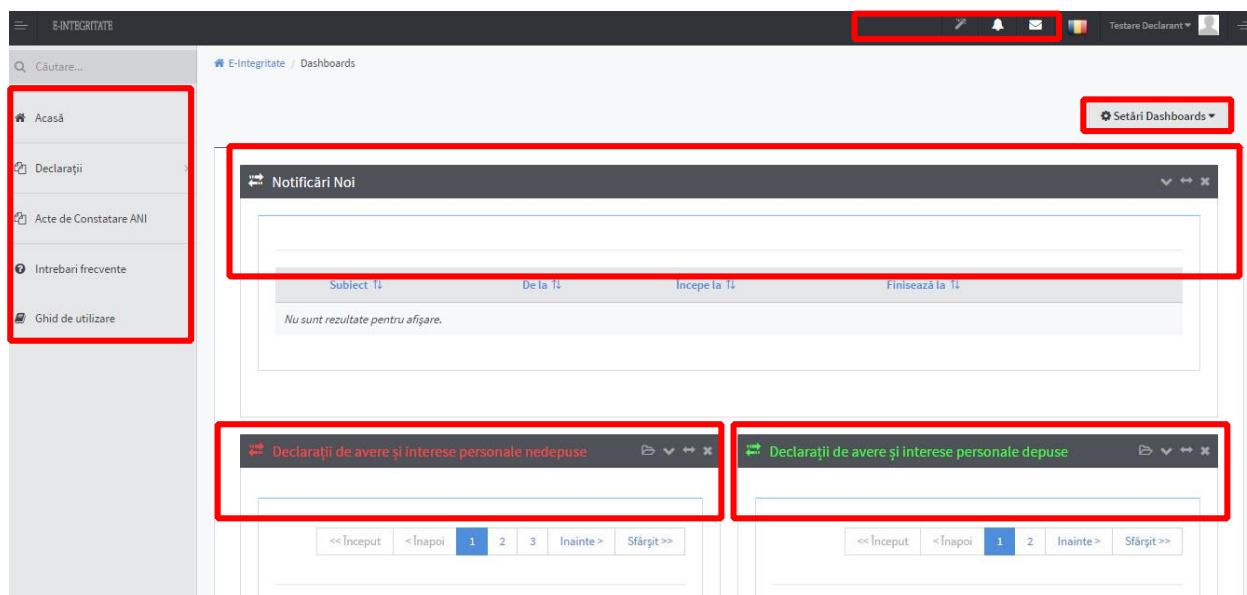 E-INTEGRITATE
Testare Declarant
Căutare...
E-Integritate / Dashboards
Acasă
Setări Dashboards
Declarații
Notificări Noi
Acte de Constatare ANI
Intrebari frecvente
Subiect De la Începe la Finisează la
Ghid de utilizare
Nu sunt rezultate pentru afișare.
Declarații de avere și interese personale nedepuse
Declarații de avere și interese personale depuse
<< Început < Înapoi 1 2 3 Inainte > Sfârșit >>
<< Început < Înapoi 1 2 Inainte > Sfârșit >>